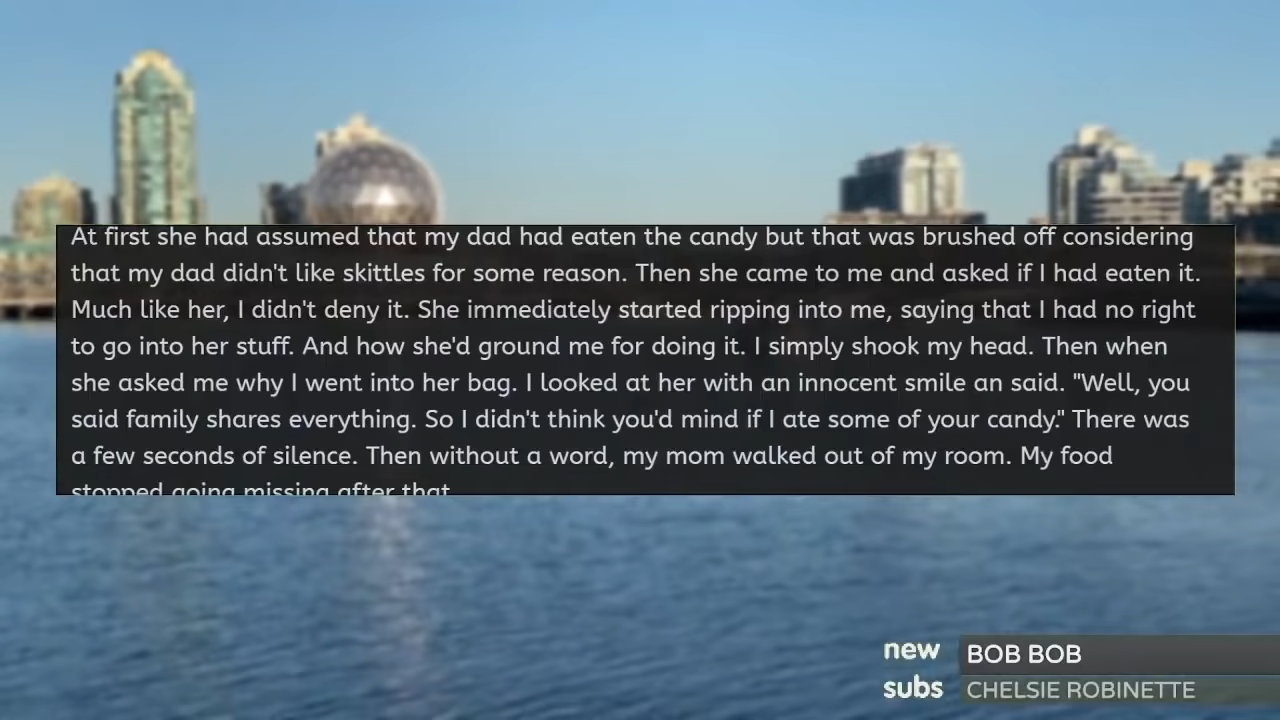 At first she had assumed that my dad had eaten the candy but that was brushed off considering
that my dad didn't like skittles for some reason. Then she came to me and asked if I had eaten it.
Much like her, I didn't deny it. She immediately started ripping into me, saying that I had no right
to go into her stuff. And how she'd ground me for doing it. I simply shook my head. Then when
she asked me why I went into her bag. I looked at her with an innocent smile an said. "Well, you
said family shares everything. So I didn't think you'd mind if I ate some of your candy." There was
a few seconds of silence. Then without a word, my mom walked out of my room. My food
stopped going missing after that.
new BOB BOB
subs CHELSIE ROBINETTE